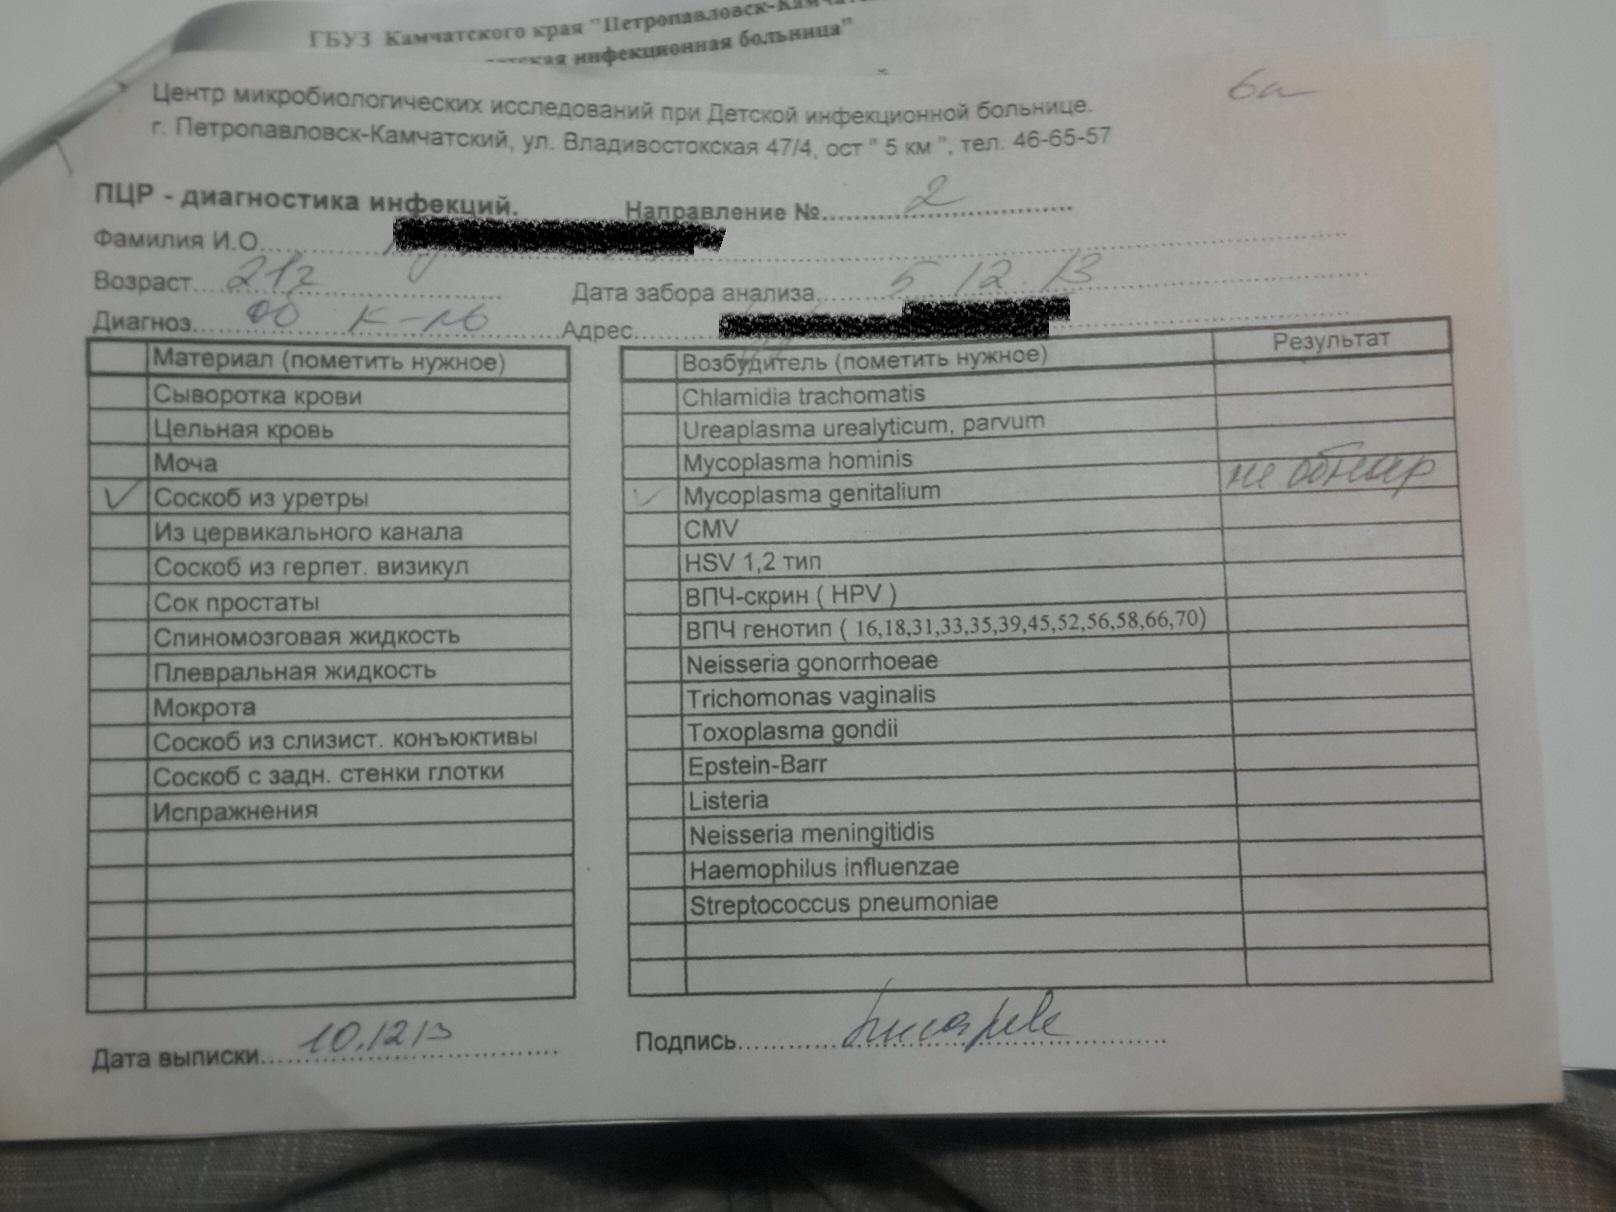 ГБУЗ Камчатского края "Петропавловск-Камчатская
инфекционная больница"
Центр микробиологических исследований при Детской инфекционной больнице.
г. Петропавловск-Камчатский, ул. Владивостокская 47/4, ост " 5 км ", тел. 46-65-57
ПЦР - диагностика инфекций. Направление №......2
Фамилия И.О.
Возраст...21г Дата забора анализа...5 12.13
Диагноз...об к-ть Адрес...
Материал (пометить нужное)
Сыворотка крови
Цельная кровь
Моча
✓ Соскоб из уретры
Из цервикального канала
Соскоб из герпет. визикул
Сок простаты
Спиномозговая жидкость
Плевральная жидкость
Мокрота
Соскоб из слизист. конъюктивы
Соскоб с задн. стенки глотки
Испражнения
Возбудитель (пометить нужное) Результат
Chlamidia trachomatis
Ureaplasma urealyticum, parvum
Mycoplasma hominis
✓ Mycoplasma genitalium не обнар
CMV
HSV 1,2 тип
ВПЧ-скрин ( HPV )
ВПЧ генотип ( 16,18,31,33,35,39,45,52,56,58,66,70)
Neisseria gonorrhoeae
Trichomonas vaginalis
Toxoplasma gondii
Epstein-Barr
Listeria
Neisseria meningitidis
Haemophilus influenzae
Streptococcus pneumoniae
Дата выписки...10.12 13 Подпись...